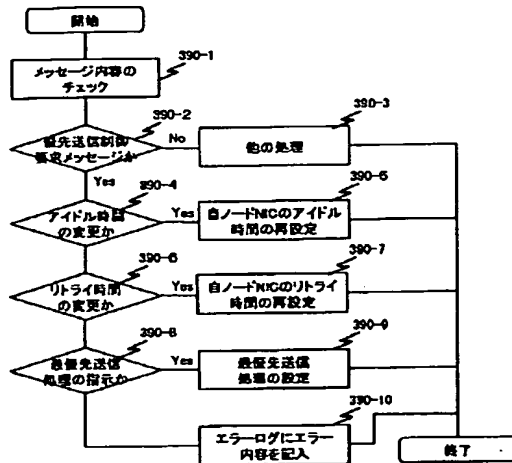 開始
390-1
メッセージ内容の
チェック
390-2
優先送信制御
要求メッセージか
No
390-3
他の処理
Yes
390-4
アイドル時間
の変更か
Yes
390-5
自ノードNICのアイドル
時間の再設定
390-6
リトライ時間
の変更か
Yes
390-7
自ノードNICのリトライ
時間の再設定
390-8
最優先送信
処理の指示か
Yes
390-9
最優先送信
処理の設定
390-10
エラーログにエラー
内容を記入
終了